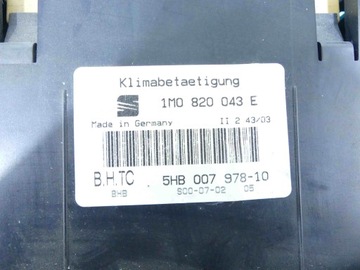 Klimabetaetigung
1M0 820 043 E
Made in Germany II 2 43/03
B.H.TC 5HB 007 978-10
BHB SOO-07-02 05